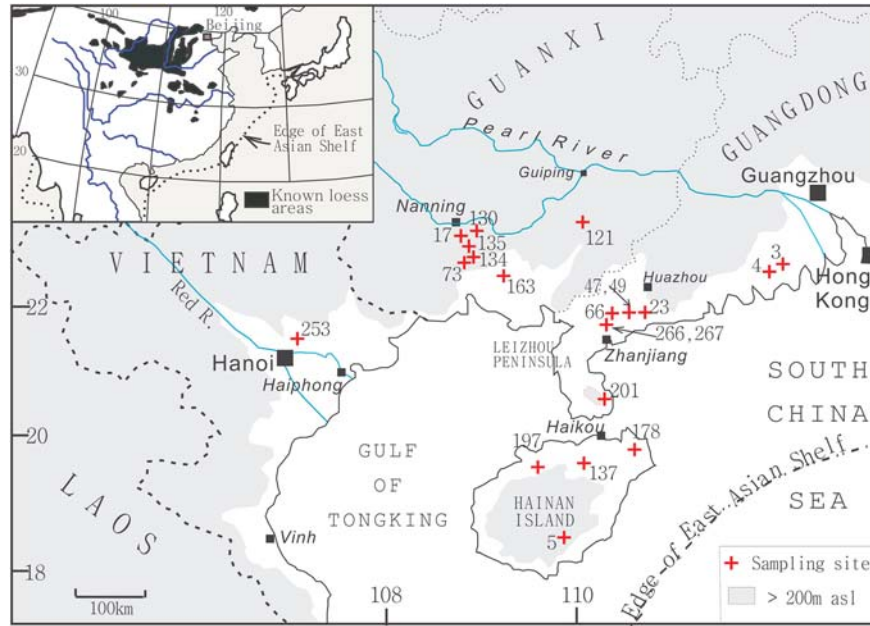 100
120
Beijing
30
20
Edge of East
Asian Shelf
Known loess
areas
GUANXI
GUANGDONG
Pearl River
Guiping
Guangzhou
Nanning
130
17
135
134
73
163
121
3
4
Hong
Kong
VIETNAM
Red R.
Huazhou
47,49
66
23
266,267
22
253
Hanoi
Haiphong
LEIZHOU
PENINSULA
Zhanjiang
201
SOUTH
CHINA
SEA
20
Haikou
178
197
137
GULF
OF
TONGKING
HAINAN
ISLAND
5
LAOS
Vinh
Edge of East Asian Shelf
18
100km
108
110
Sampling site
> 200m asl